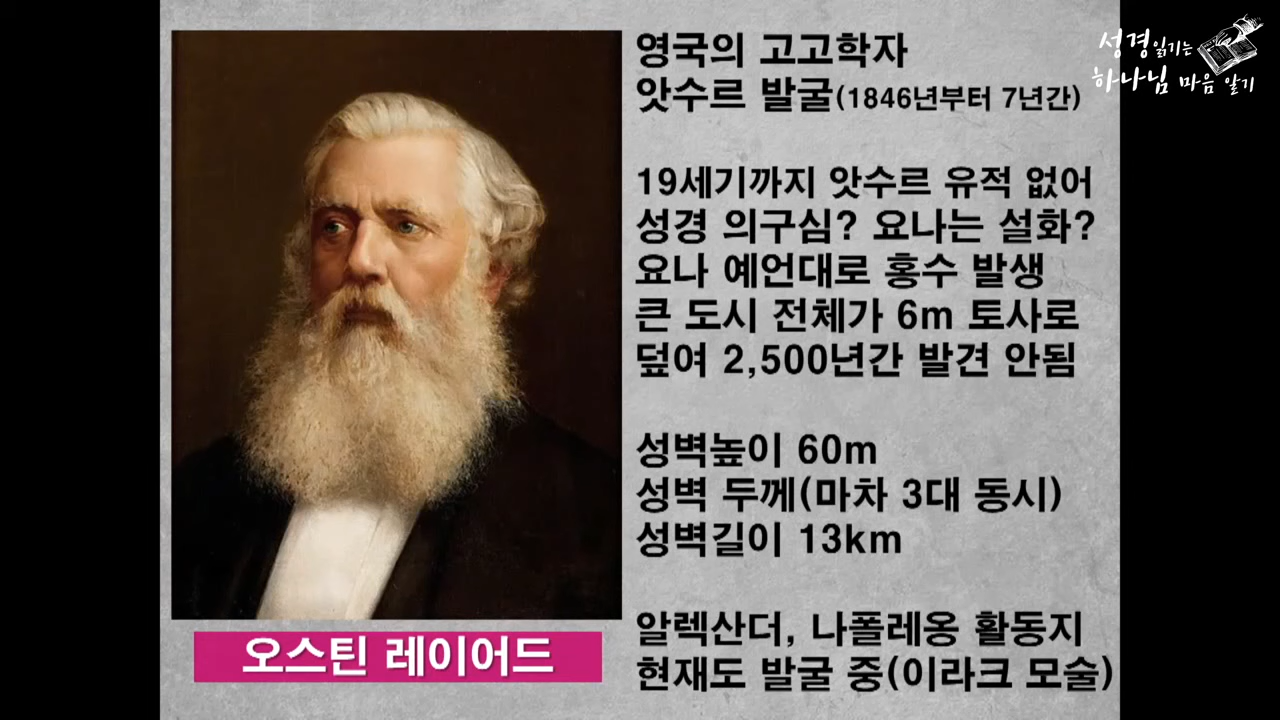 영국의 고고학자
앗수르 발굴(1846년부터 7년간)
19세기까지 앗수르 유적 없어
성경 의구심? 요나는 설화?
요나 예언대로 홍수 발생
큰 도시 전체가 6m 토사로
덮여 2,500년간 발견 안됨
성벽높이 60m
성벽 두께(마차 3대 동시)
성벽길이 13km
알렉산더, 나폴레옹 활동지
현재도 발굴 중(이라크 모술)
오스틴 레이어드
성경읽기는
하나님 마음 알기